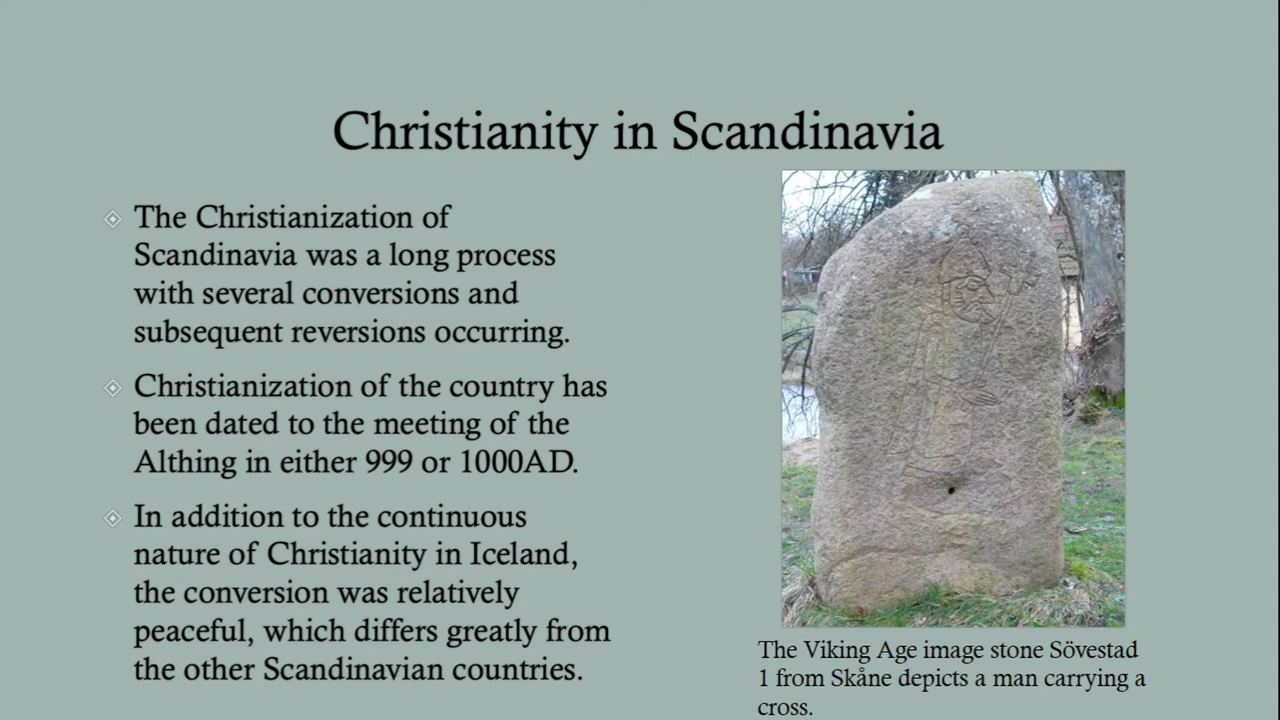 Christianity in Scandinavia
The Christianization of
Scandinavia was a long process
with several conversions and
subsequent reversions occurring.
Christianization of the country has
been dated to the meeting of the
Althing in either 999 or 1000AD.
In addition to the continuous
nature of Christianity in Iceland,
the conversion was relatively
peaceful, which differs greatly from
the other Scandinavian countries.
The Viking Age image stone Sövestad
1 from Skåne depicts a man carrying a
cross.